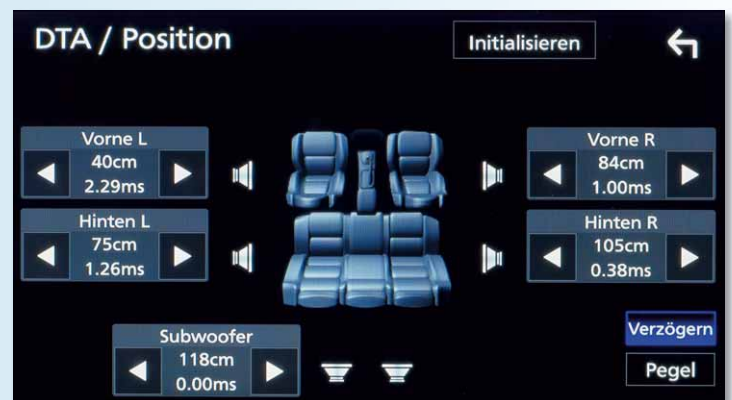 DTA / Position
Initialisieren
Vorne L
40cm
2.29ms
Vorne R
84cm
1.00ms
Hinten L
75cm
1.26ms
Hinten R
105cm
0.38ms
Subwoofer
118cm
0.00ms
Verzögern
Pegel